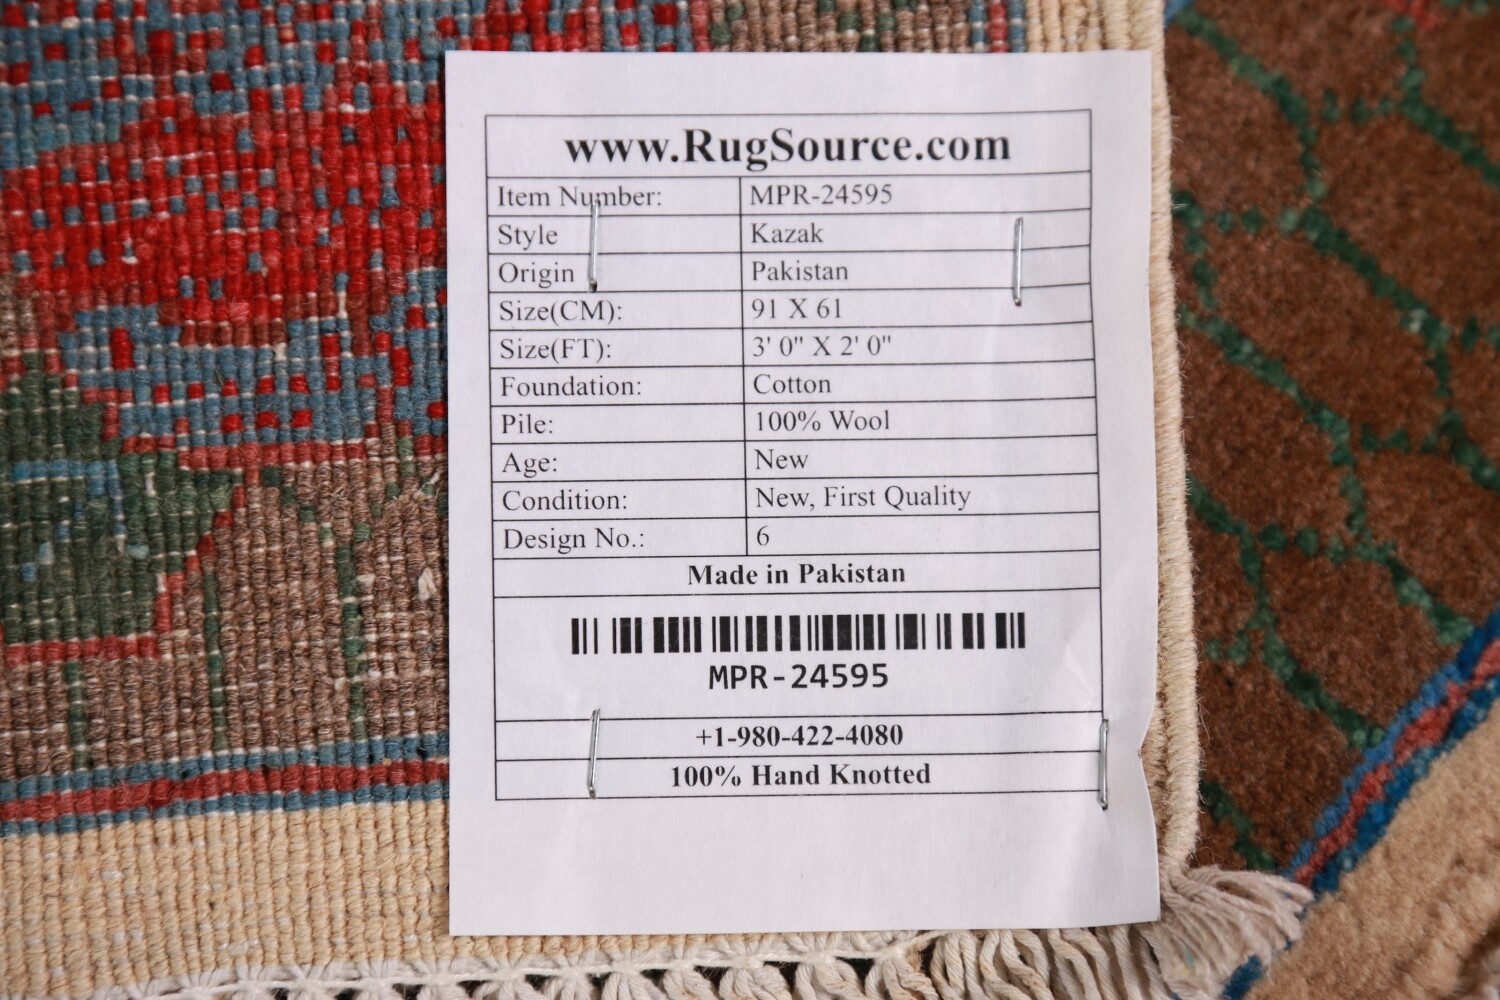 www.RugSource.com
Item Number: MPR-24595
Style Kazak
Origin Pakistan
Size(CM): 91 X 61
Size(FT): 3' 0" X 2' 0"
Foundation: Cotton
Pile: 100% Wool
Age: New
Condition: New, First Quality
Design No.: 6
Made in Pakistan
MPR-24595
+1-980-422-4080
100% Hand Knotted